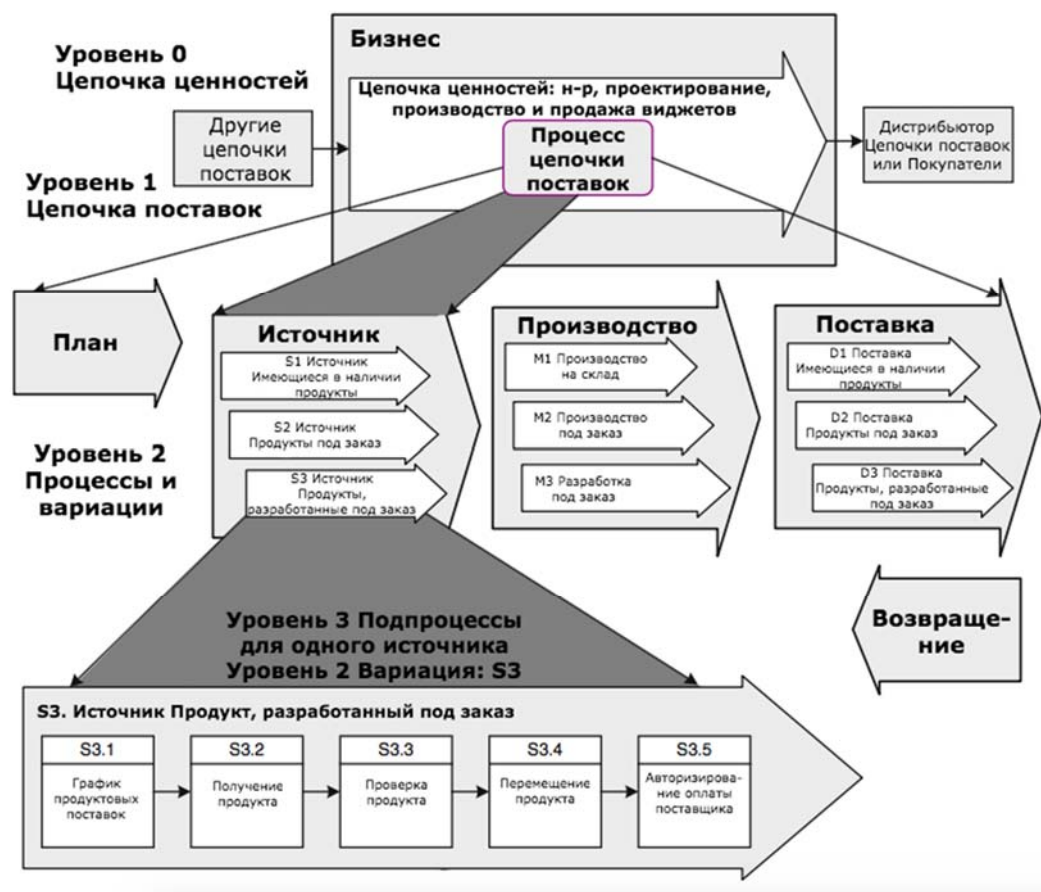 Уровень 0
Цепочка ценностей
Бизнес
Цепочка ценностей: н-р, проектирование,
производство и продажа виджетов
Другие
цепочки
поставок
Процесс
цепочки
поставок
Дистрибьютор
Цепочки поставок
или Покупатели
Уровень 1
Цепочка поставок
План
Источник
S1 Источник
Имеющиеся в наличии
продукты
S2 Источник
Продукты под заказ
S3 Источник
Продукты,
разработанные под заказ
Производство
M1 Производство
на склад
M2 Производство
под заказ
M3 Разработка
под заказ
Поставка
D1 Поставка
Имеющиеся в наличии
продукты
D2 Поставка
Продукты под заказ
D3 Поставка
Продукты, разработанные
под заказ
Уровень 2
Процессы и
вариации
Возвраще-
ние
Уровень 3 Подпроцессы
для одного источника
Уровень 2 Вариация: S3
S3. Источник Продукт, разработанный под заказ
S3.1
График
продуктовых
поставок
S3.2
Получение
продукта
S3.3
Проверка
продукта
S3.4
Перемещение
продукта
S3.5
Авторизирова-
ние оплаты
поставщика